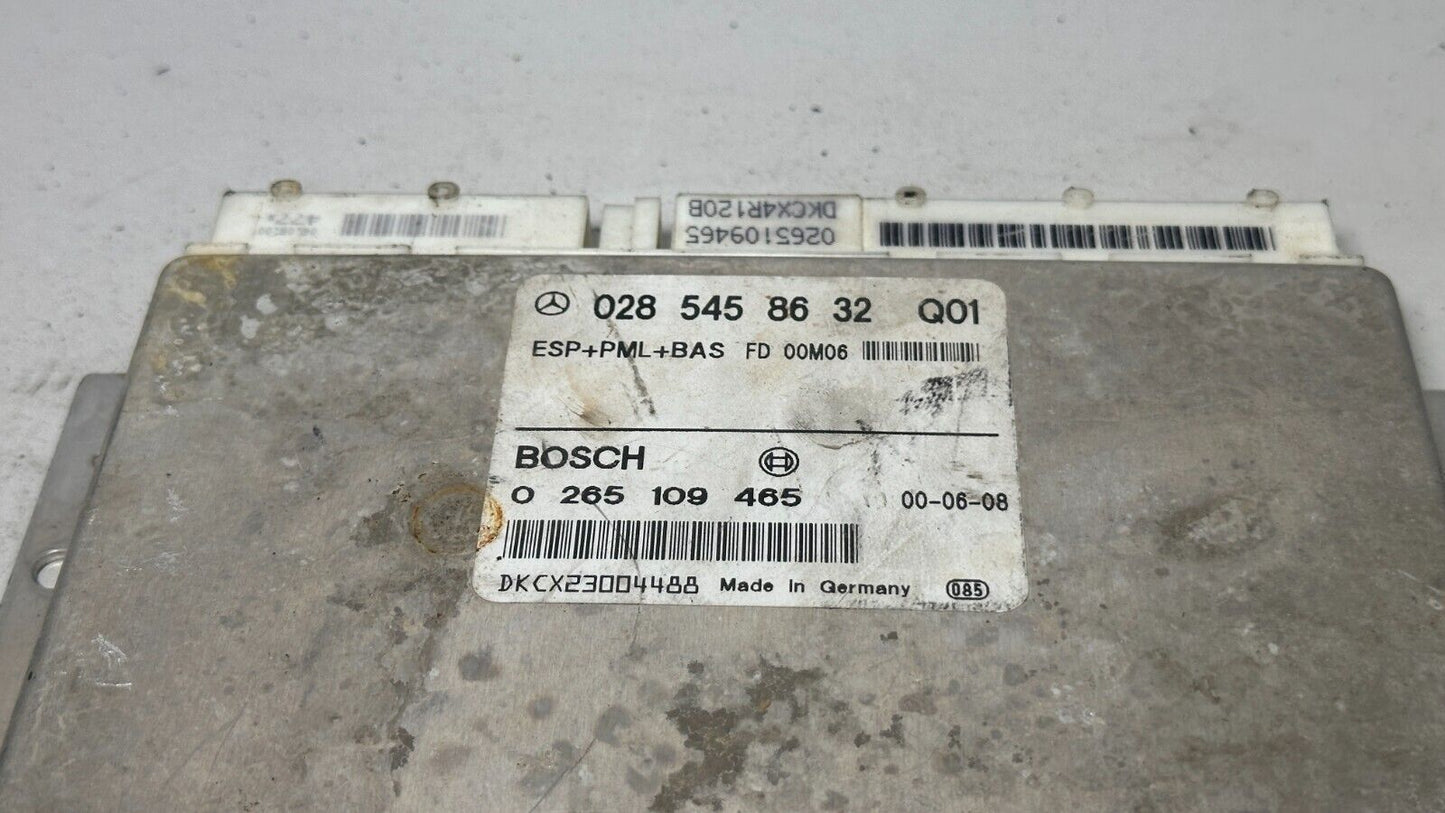 DKCX4R120B
0265109465
028 545 86 32 Q01
ESP+PML+BAS FD 00M06
BOSCH
0 265 109 465 00-06-08
DKCX23004488 Made in Germany 085